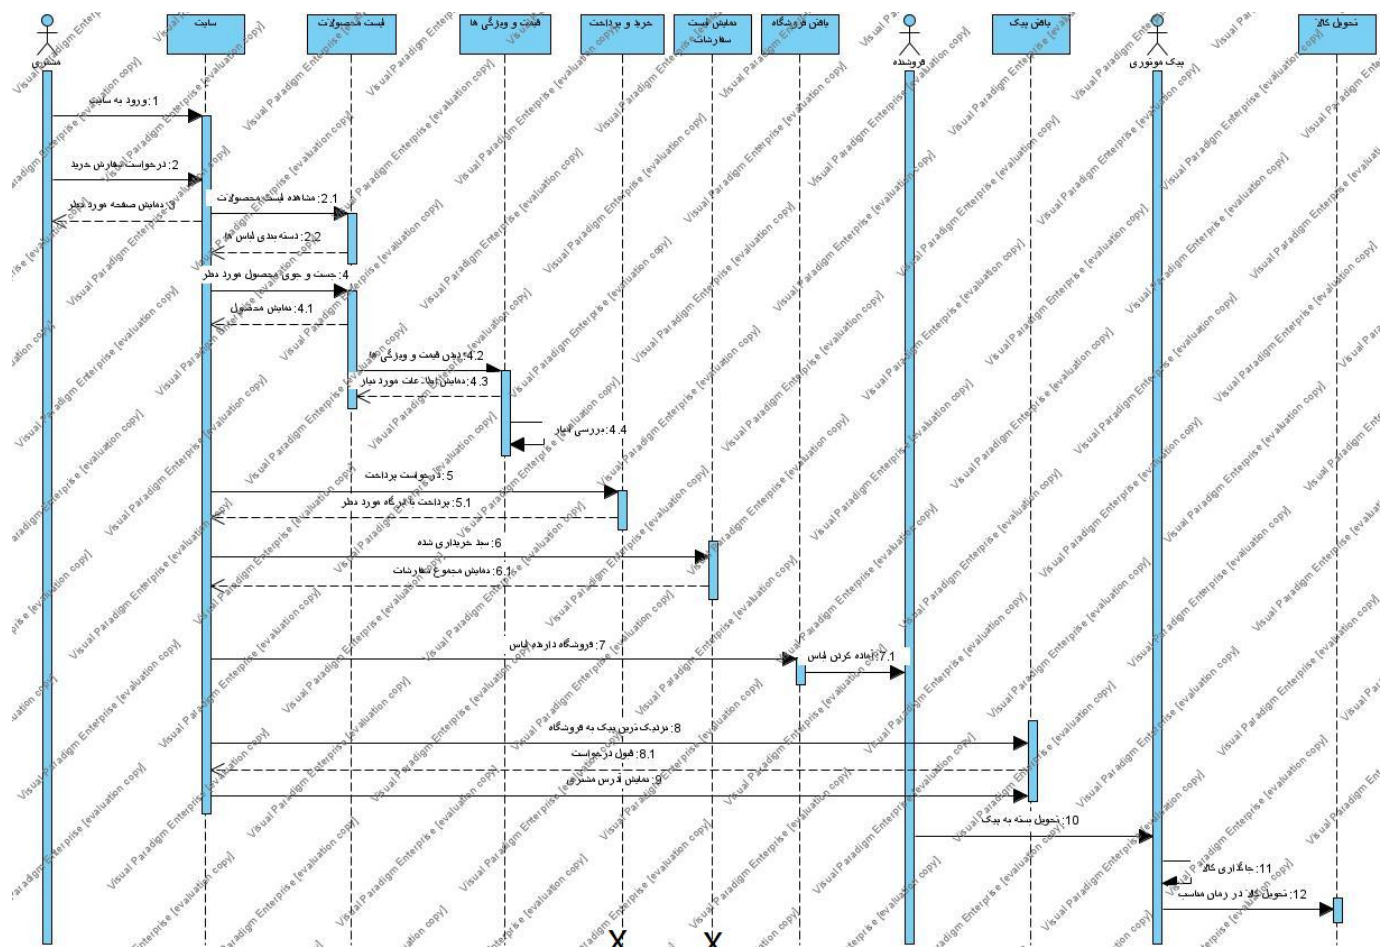 سایت
لیست محصولات
قیمت و ویژگی ها
خرید و پرداخت
نمایش لیست
سفارشات
یافتن فروشگاه
یافتن پیک
تحویل کالا
مشتری
فروشنده
پیک موتوری
1: ورود به سایت
2: درخواست سفارش خرید
2.1: مشاهده لیست محصولات
3: نمایش صفحه مورد نظر
2.2: دسته بندی لباس ها
4: جست و جوی محصول مورد نظر
4.1: نمایش محصول
4.2: دیدن قیمت و ویژگی ها
4.3: نمایش اطلاعات مورد نیاز
4.4: بررسی انبار
5: درخواست پرداخت
5.1: پرداخت با درگاه مورد نظر
6: سبد خریداری شده
6.1: نمایش مجموع سفارشات
7: فروشگاه دارنده لباس
7.1: آماده کردن لباس
8: نزدیک ترین پیک به فروشگاه
8.1: قبول درخواست
9: نمایش آدرس مشتری
10: تحویل بسته به پیک
11: جاگذاری کالا
12: تحویل کالا در زمان مناسب
X X
Visual Paradigm Enterprise [evaluation copy]